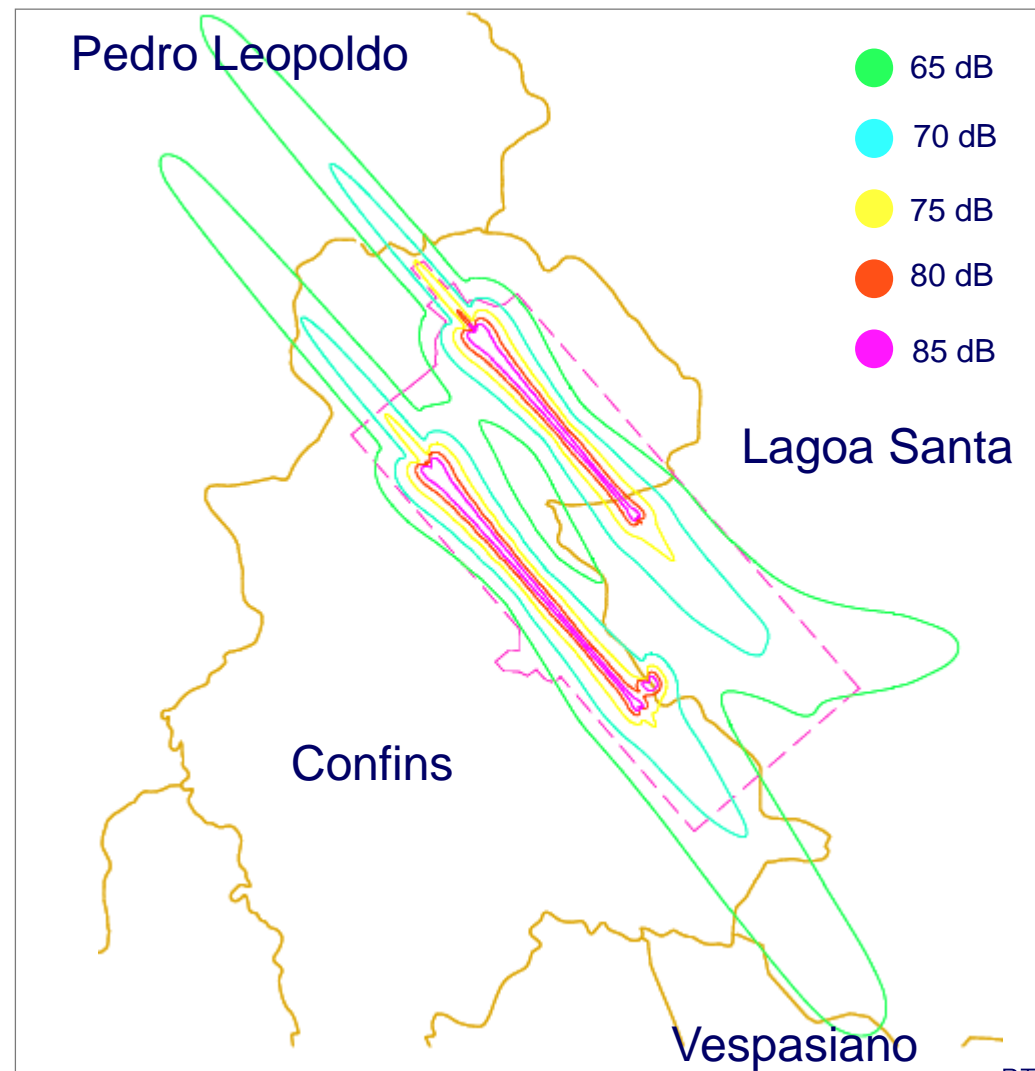 Pedro Leopoldo
65 dB
70 dB
75 dB
80 dB
85 dB
Lagoa Santa
Confins
Vespasiano